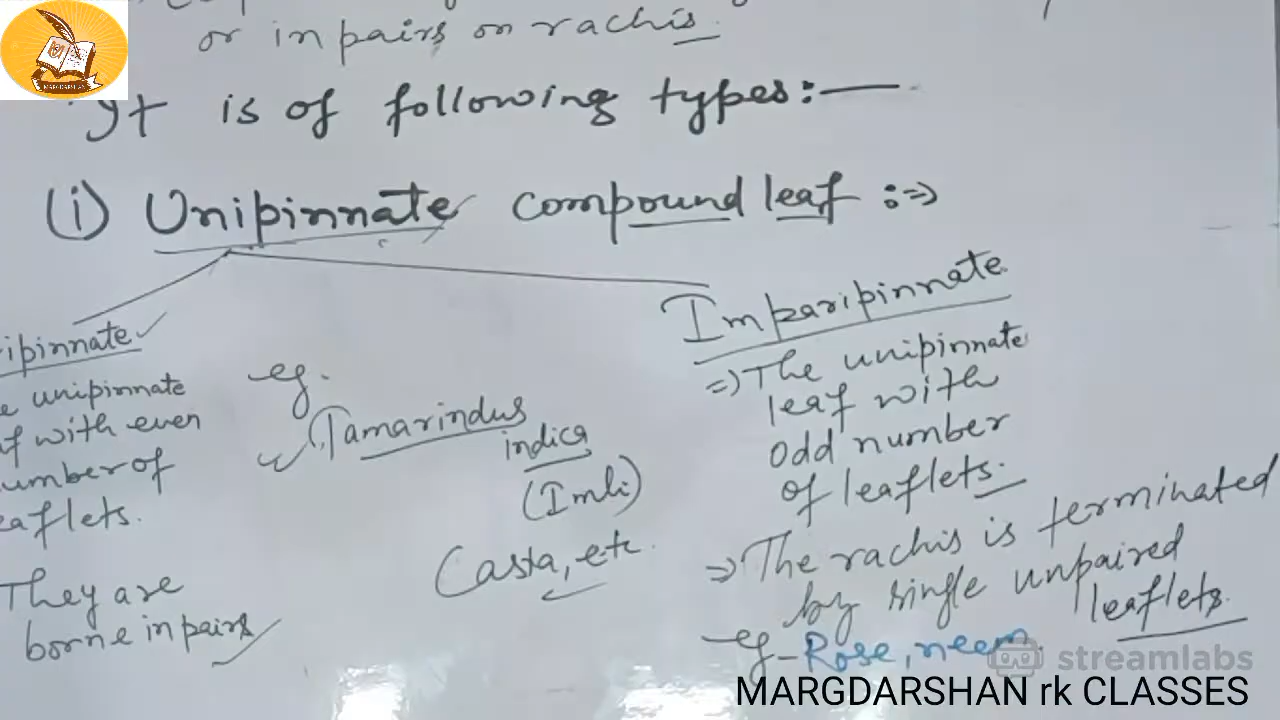 or in pairs on rachis.
It is of following types:—
(i) Unipinnate compound leaf :⇒
ipinnate
e unipinnate
f with even
umber of
eaflets.
They are
borne in pairs
eg.
Tamarindus
indica
(Imli)
Casta, etc.
Imparipinnate
⇒ The unipinnate
leaf with
odd number
of leaflets.
⇒ The rachis is terminated
by single unpaired
leaflets.
eg - Rose, neem.
MARGDARSHAN
streamlabs
MARGDARSHAN rk CLASSES